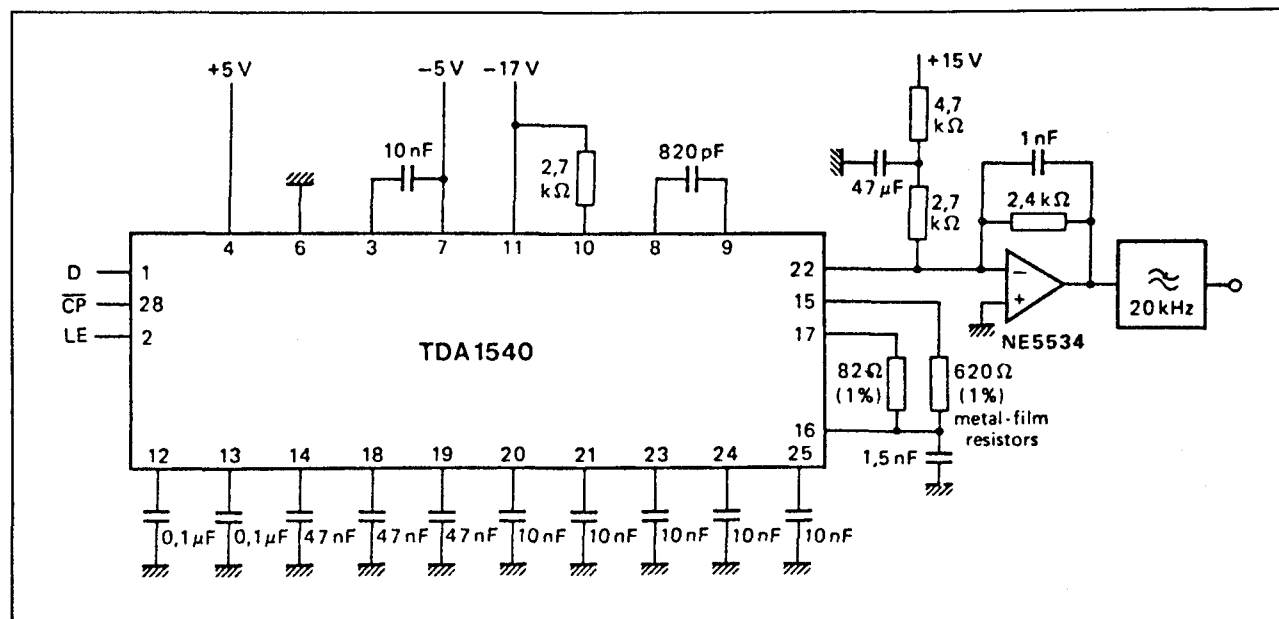 +5 V
−5 V
−17 V
+15 V
4,7
kΩ
10 nF
2,7
kΩ
820 pF
47 µF
2,7
kΩ
1 nF
2,4 kΩ
4
6
3
7
11
10
8
9
D
1
C̅P̅
28
LE
2
TDA1540
22
15
17
16
−
+
NE5534
20 kHz
82 Ω
(1%)
620 Ω
(1%)
metal-film
resistors
1,5 nF
12
13
14
18
19
20
21
23
24
25
0,1 µF
0,1 µF
47 nF
47 nF
47 nF
10 nF
10 nF
10 nF
10 nF
10 nF